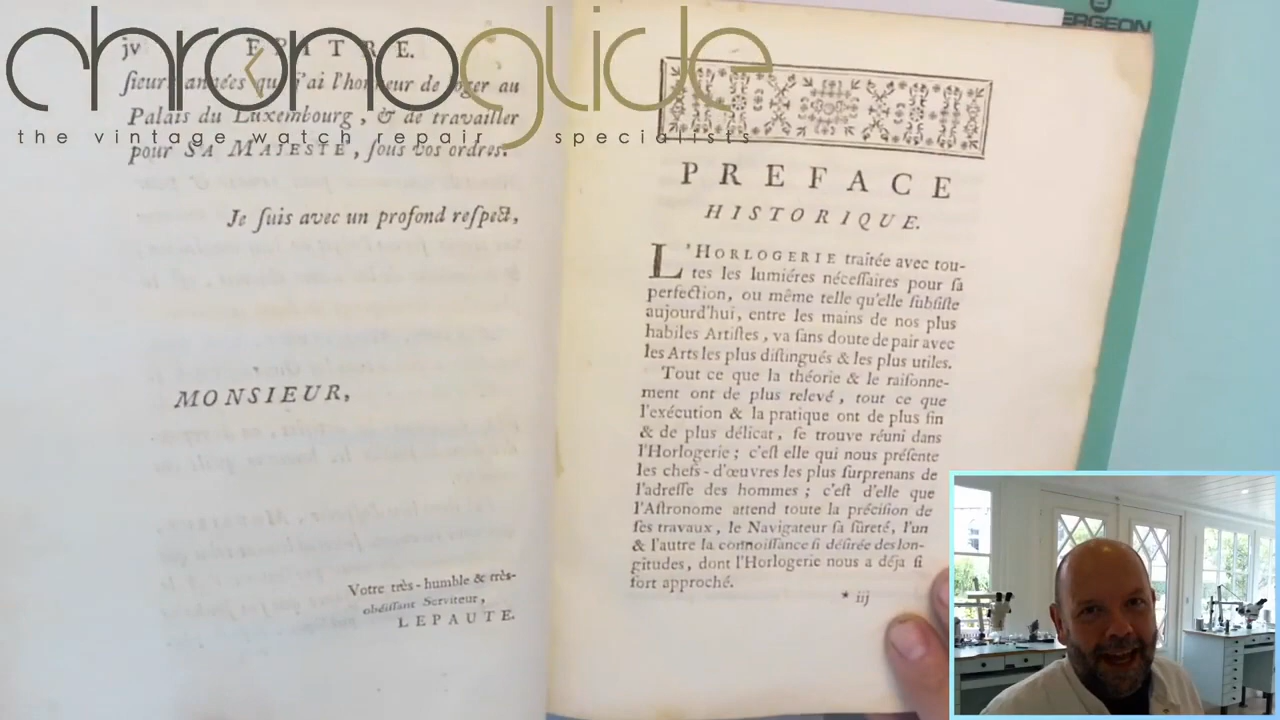 chronoglide
the vintage watch repair specialists
BERGEON
jv EPITRE.
sieurs années que j'ai l'honneur de loger au
Palais du Luxembourg, & de travailler
pour SA MAJESTÉ, sous vos ordres.
Je suis avec un profond respect,
MONSIEUR,
Votre très-humble & très-
obéissant Serviteur,
LEPAUTE.
PREFACE
HISTORIQUE.
L'HORLOGERIE traitée avec tou-
tes les lumiéres nécessaires pour sa
perfection, ou même telle qu'elle subsiste
aujourd'hui, entre les mains de nos plus
habiles Artistes, va sans doute de pair avec
les Arts les plus distingués & les plus utiles.
Tout ce que la théorie & le raisonne-
ment ont de plus relevé, tout ce que
l'exécution & la pratique ont de plus fin
& de plus délicat, se trouve réuni dans
l'Horlogerie; c'est elle qui nous présente
les chefs-d'œuvres les plus surprenans de
l'adresse des hommes; c'est d'elle que
l'Astronome attend toute la précision de
ses travaux, le Navigateur sa sûreté, l'un
& l'autre la connoissance si désirée des lon-
gitudes, dont l'Horlogerie nous a déja si
fort approché.
* iij